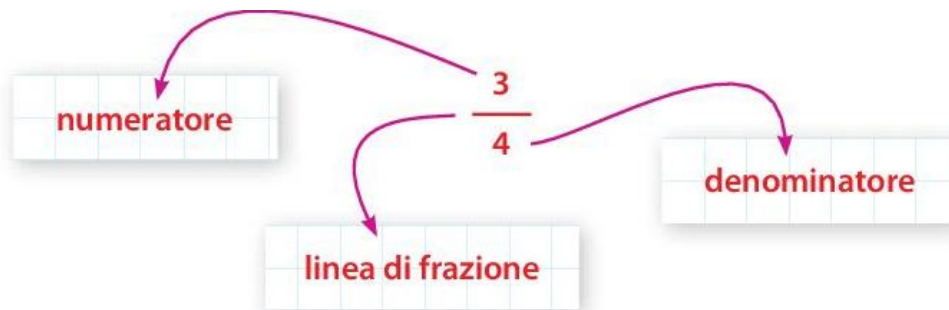 3
4
numeratore
denominatore
linea di frazione